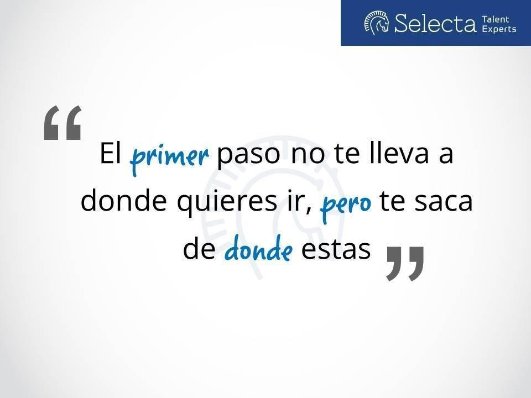 Selecta Talent Experts
“ El primer paso no te lleva a
donde quieres ir, pero te saca
de donde estas ”